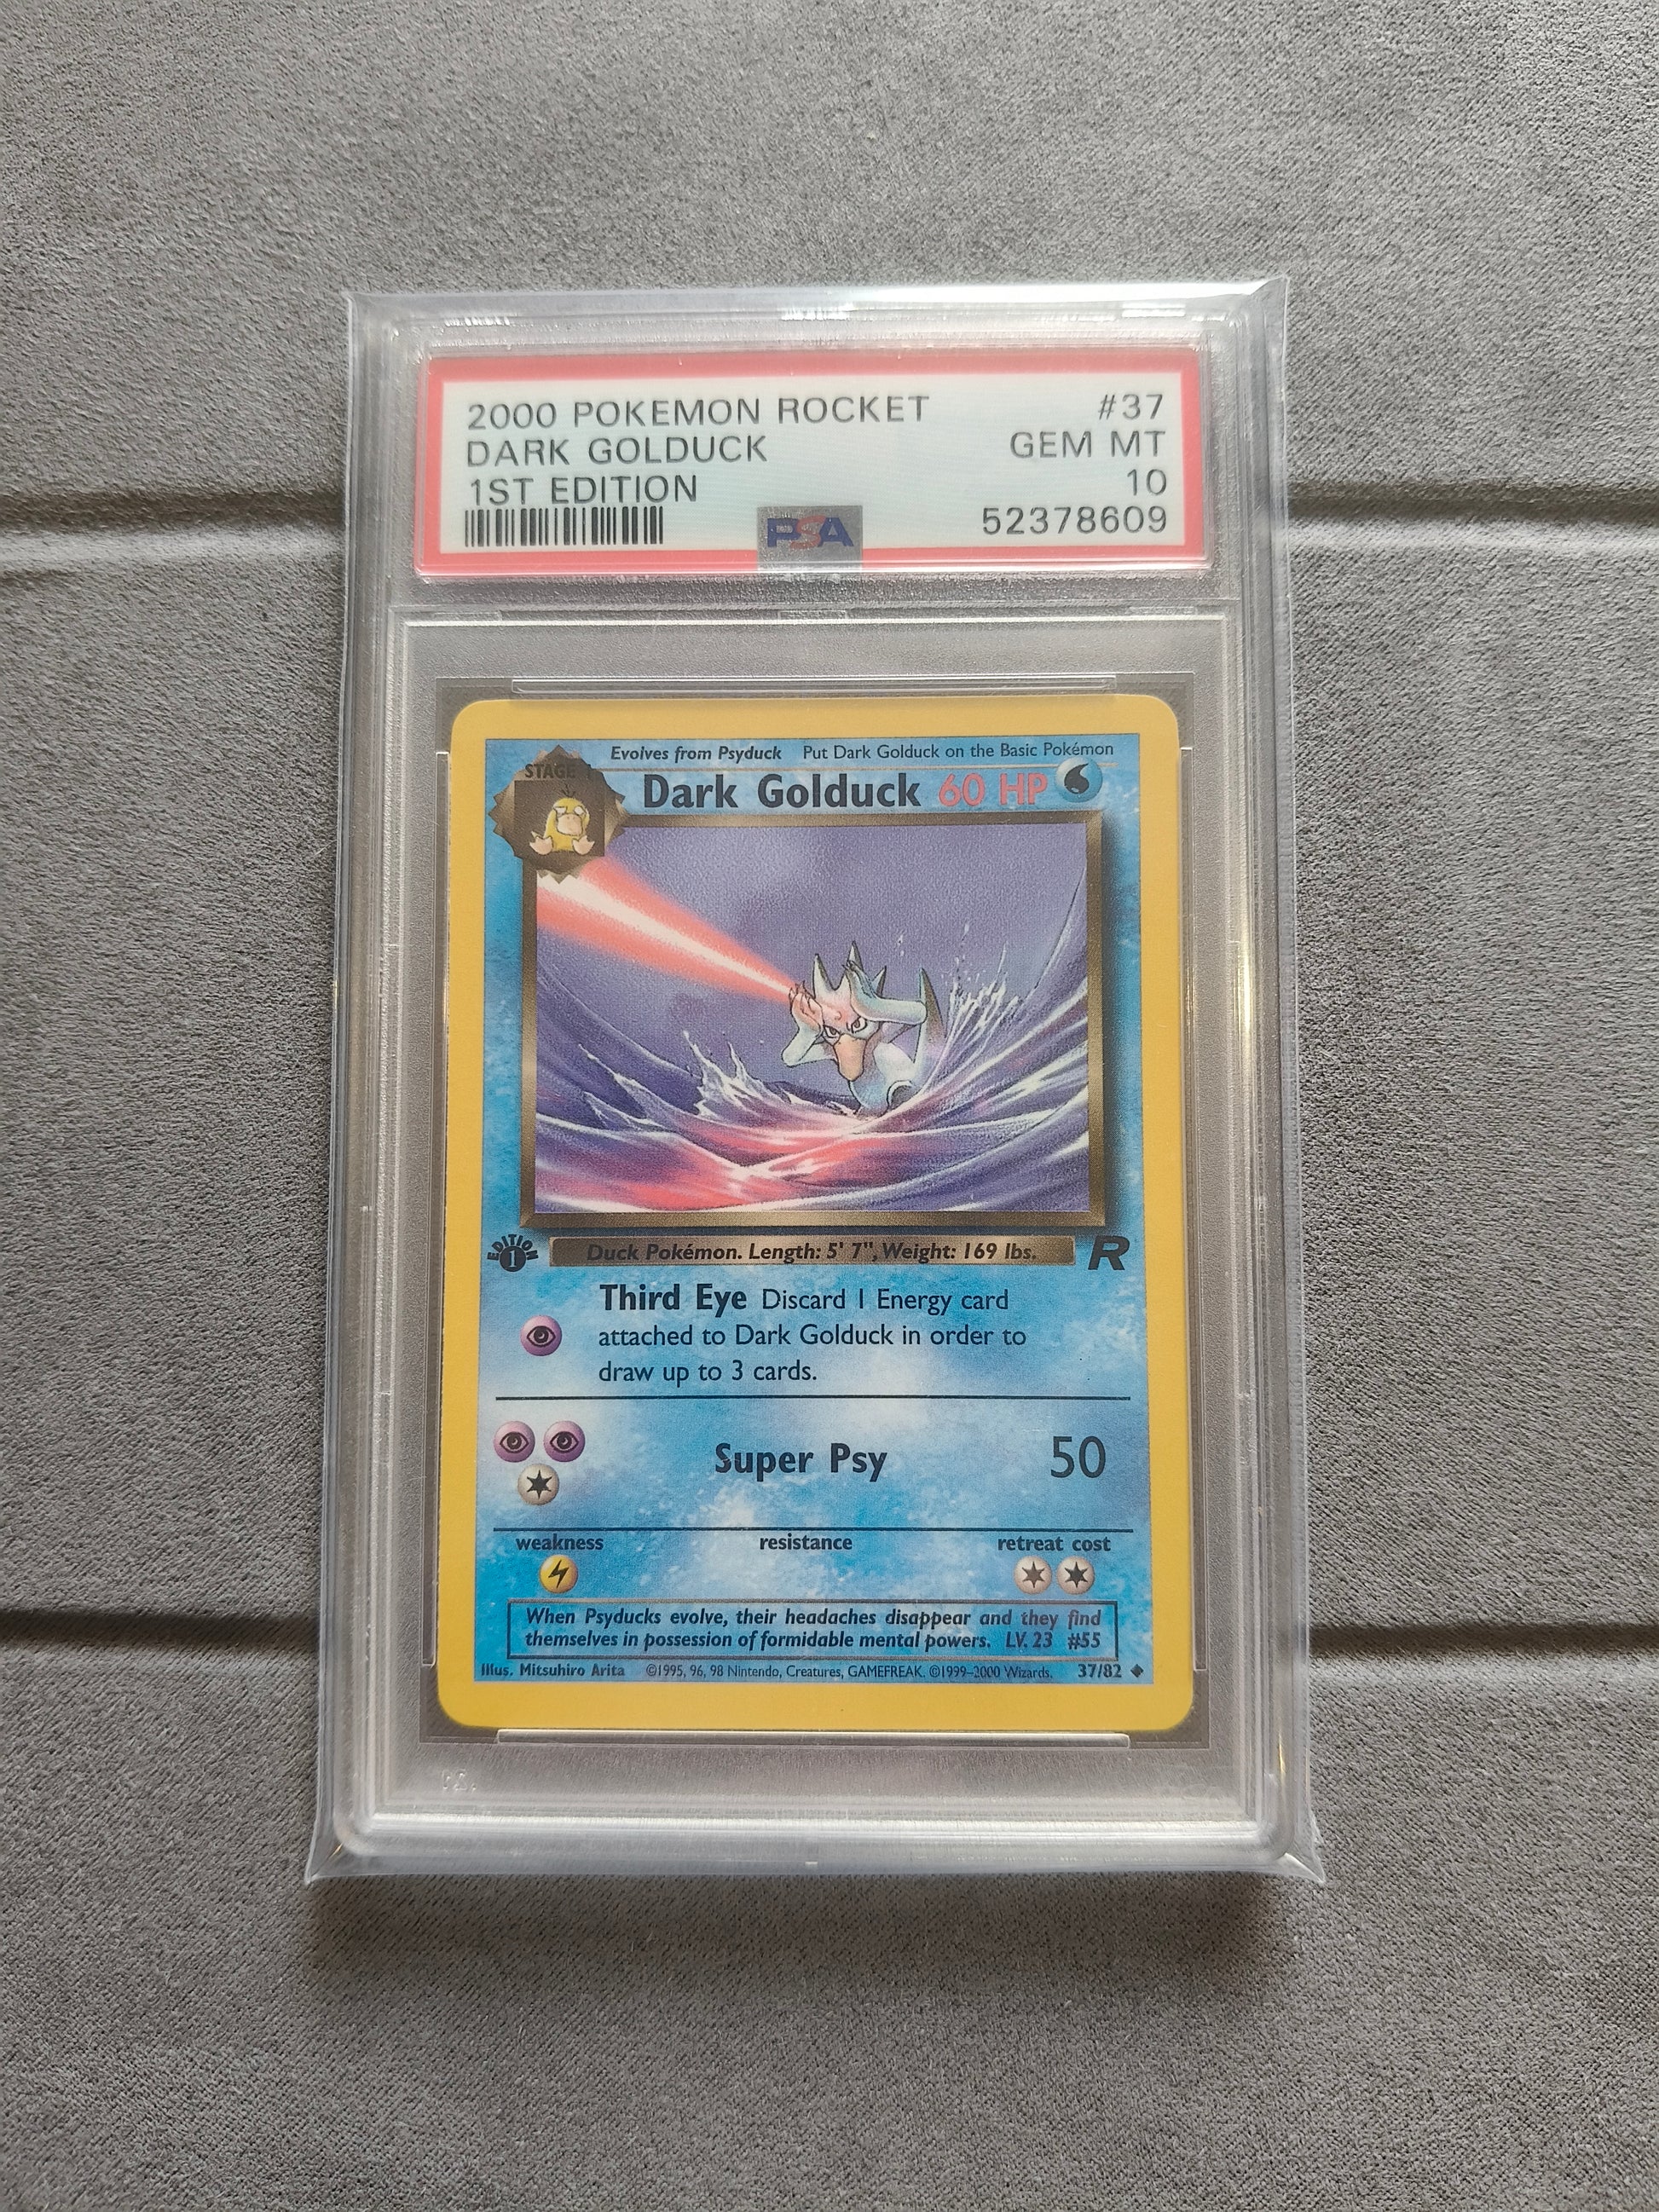 2000 POKEMON ROCKET #37
DARK GOLDUCK GEM MT
1ST EDITION 10
PSA 52378609
Evolves from Psyduck Put Dark Golduck on the Basic Pokémon
STAGE
Dark Golduck 60 HP
EDITION
1
Duck Pokémon. Length: 5' 7", Weight: 169 lbs.
R
Third Eye Discard 1 Energy card
attached to Dark Golduck in order to
draw up to 3 cards.
Super Psy 50
weakness resistance retreat cost
When Psyducks evolve, their headaches disappear and they find
themselves in possession of formidable mental powers. LV. 23 #55
Illus. Mitsuhiro Arita ©1995, 96, 98 Nintendo, Creatures, GAMEFREAK. ©1999–2000 Wizards. 37/82